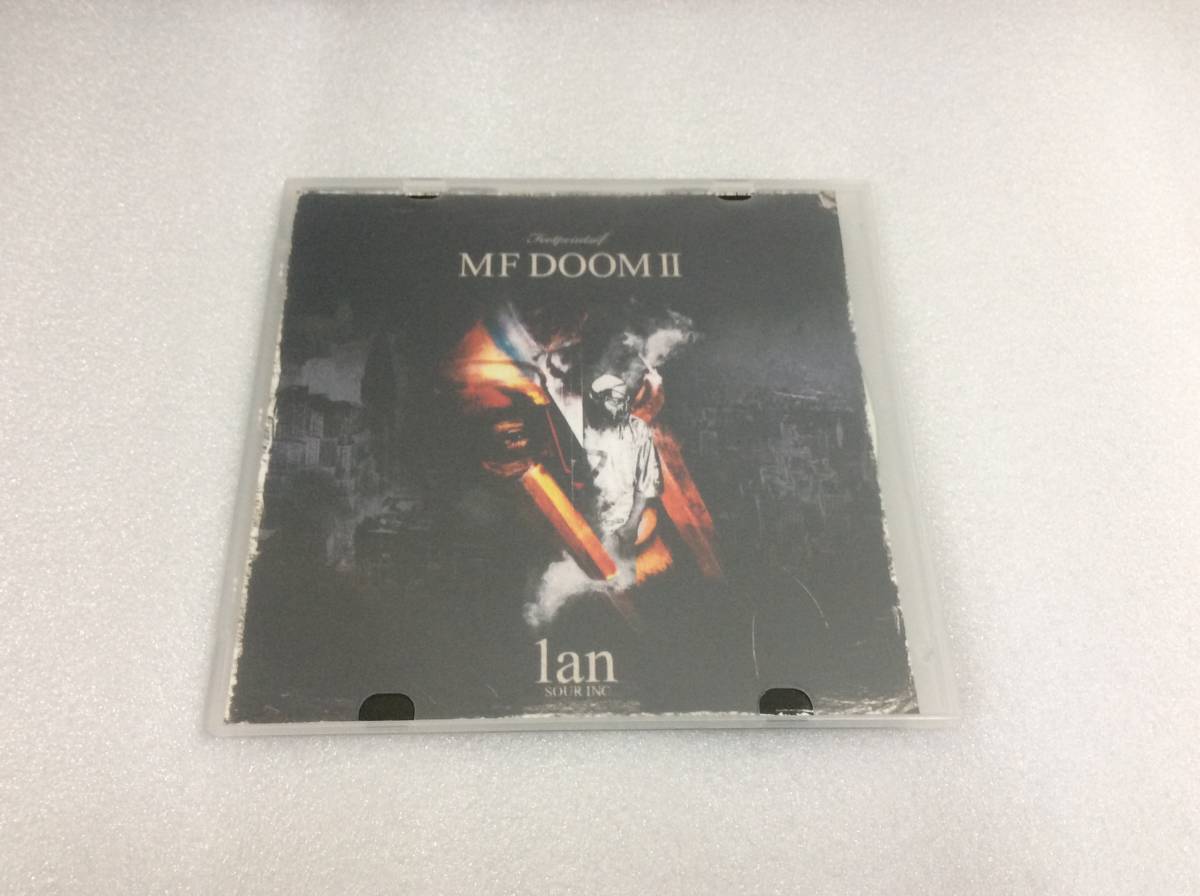 Footprints of
MF DOOM II
1an
SOUR INC